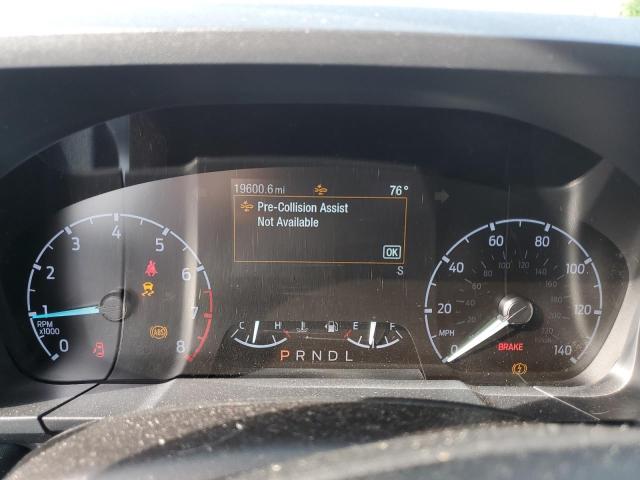 19600.6 mi 76°
Pre-Collision Assist
Not Available
OK
S
0 1 2 3 4 5 6 7 8
RPM
x1000
ABS
C H E
PRNDL
0 20 40 60 80 100 120 140
MPH
BRAKE